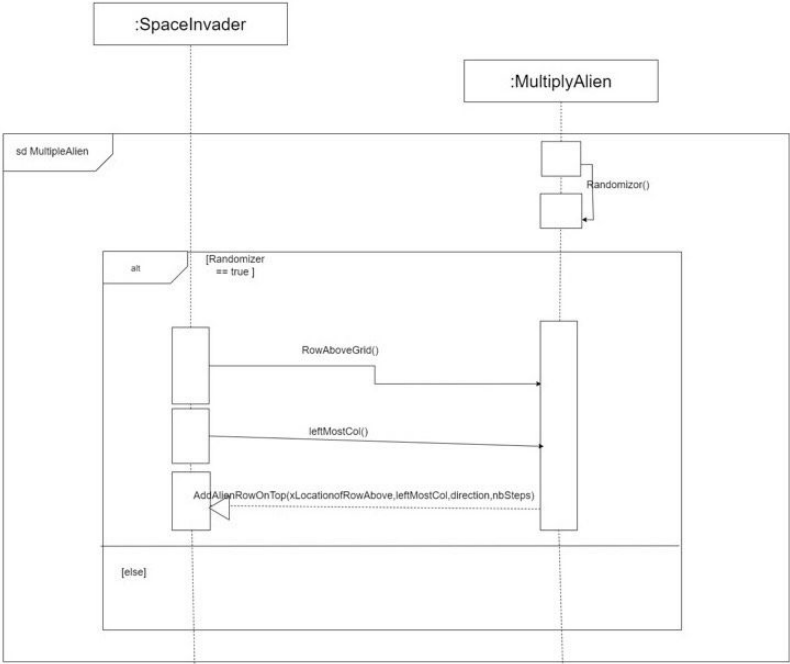 :SpaceInvader
:MultiplyAlien
sd MultipleAlien
Randomizor()
alt
[Randomizer
== true ]
RowAboveGrid()
leftMostCol()
AddAlienRowOnTop(xLocationofRowAbove,leftMostCol,direction,nbSteps)
[else]